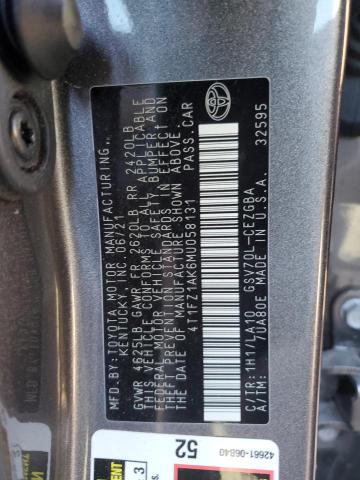 MFD.BY:TOYOTA MOTOR MANUFACTURING,
KENTUCKY, INC. 06/21
GVWR 4625LB GAWR FR 2620LB RR 2420LB
THIS VEHICLE CONFORMS TO ALL APPLICABLE
FEDERAL MOTOR VEHICLE SAFETY, BUMPER AND
THEFT PREVENTION STANDARDS IN EFFECT ON
THE DATE OF MANUFACTURE SHOWN ABOVE.
4T1FZ1AK6MU058131 PASS.CAR
C/TR:1H1/LA10 GSV70L-CEZGBA
A/TM: 7UA80E MADE IN U.S.A. 32595
42661-06B40
52